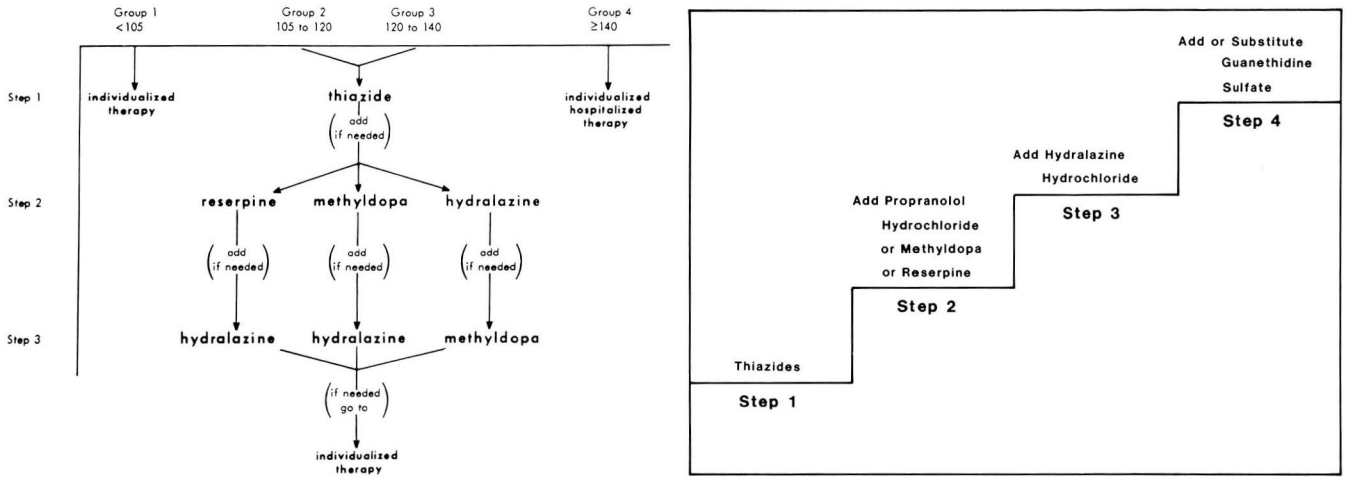 Group 1
<105
Group 2
105 to 120
Group 3
120 to 140
Group 4
≥140
Step 1
individualized
therapy
thiazide
individualized
hospitalized
therapy
(add
if needed)
Step 2
reserpine
methyldopa
hydralazine
(add
if needed)
(add
if needed)
(add
if needed)
Step 3
hydralazine
hydralazine
methyldopa
(if needed
go to)
individualized
therapy
Add or Substitute
Guanethidine
Sulfate
Step 4
Add Hydralazine
Hydrochloride
Step 3
Add Propranolol
Hydrochloride
or Methyldopa
or Reserpine
Step 2
Thiazides
Step 1